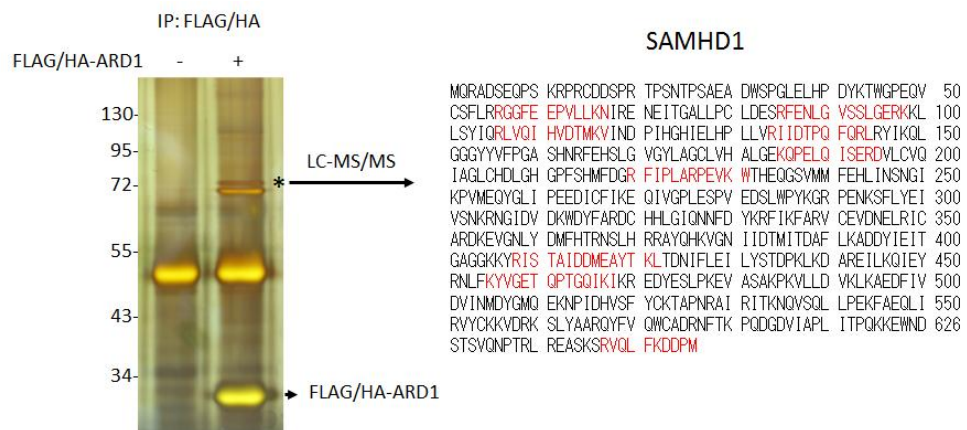 IP: FLAG/HA
FLAG/HA-ARD1 - +
130-
95-
72-
55-
43-
34-
*
LC-MS/MS
FLAG/HA-ARD1
SAMHD1
MQRADSEQPS KRPRCDDSPR TPSNTPSAEA DWSPGLELHP DYKTWGPEQV 50
CSFLRRGGFE EPVLLKNIRE NEITGALLPC LDESRFENLG VSSLGERKKL 100
LSYIQRLVQI HVDTMKVIND PIHGHIELHP LLVRIIDTPQ FQRLRYIKQL 150
GGGYYVFPGA SHNRFEHSLG VGYLAGCLVH ALGEKQPELQ ISERDVLCVQ 200
IAGLCHDLGH GPFSHMFDGR FIPLARPEVK WTHEQGSVMM FEHLINSNGI 250
KPVMEQYGLI PEEDICFIKE QIVGPLESPV EDSLWPYKGR PENKSFLYEI 300
VSNKRNGIDV DKWDYFARDC HHLGIQNNFD YKRFIKFARV CEVDNELRIC 350
ARDKEVGNLY DMFHTRNSLH RRAYQHKVGN IIDTMITDAF LKADDYIEIT 400
GAGGKKYRIS TAIDDMEAYT KLTDNIFLEI LYSTDPKLKD AREILKQIEY 450
RNLFKYVGET QPTGQIKIKR EDYESLPKEV ASAKPKVLLD VKLKAEDFIV 500
DVINMDYGMQ EKNPIDHVSF YCKTAPNRAI RITKNQVSQL LPEKFAEQLI 550
RVYCKKVDRK SLYAARQYFV QWCADRNFTK PQDGDVIAPL ITPQKKEWND 626
STSVQNPTRL REASKSRVQL FKDDPM